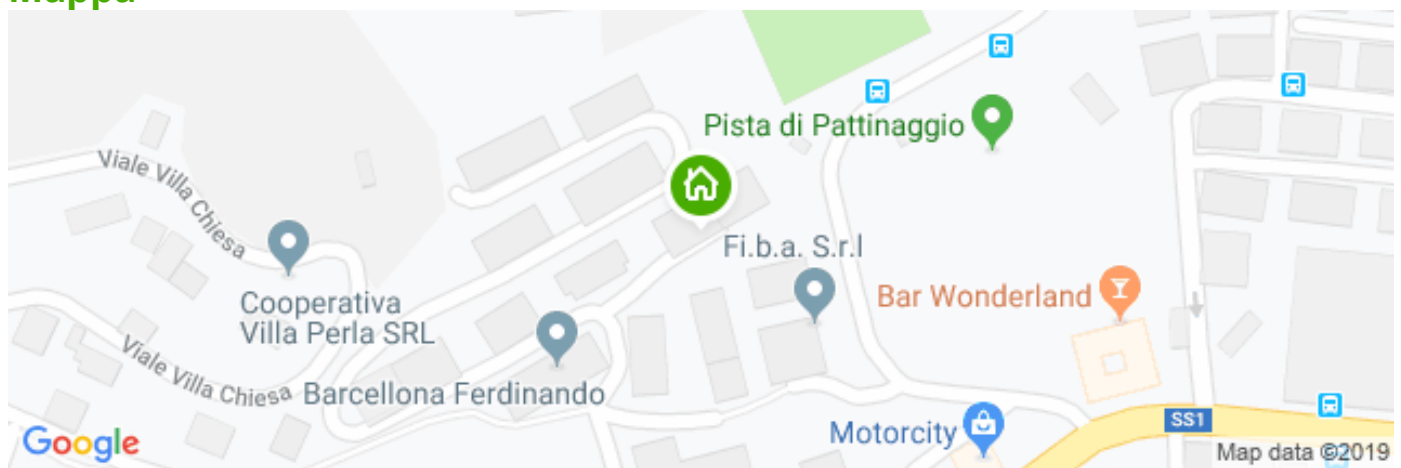 Mappa
Pista di Pattinaggio
Viale Villa Chiesa
Fi.b.a. S.r.l
Cooperativa
Villa Perla SRL
Bar Wonderland
Viale Villa Chiesa
Barcellona Ferdinando
Motorcity
SS1
Google
Map data ©2019